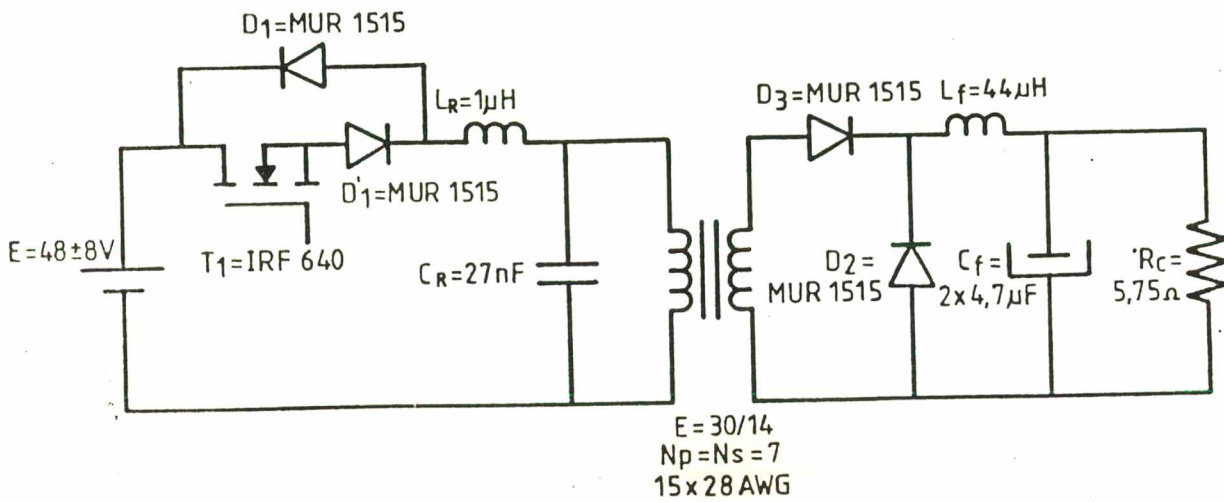 D1=MUR 1515
LR=1µH
D'1=MUR 1515
T1=IRF 640
E=48±8V
CR=27nF
E=30/14
Np=Ns=7
15x28 AWG
D3=MUR 1515
Lf=44µH
D2=
MUR 1515
Cf=
2x4,7µF
Rc=
5,75Ω